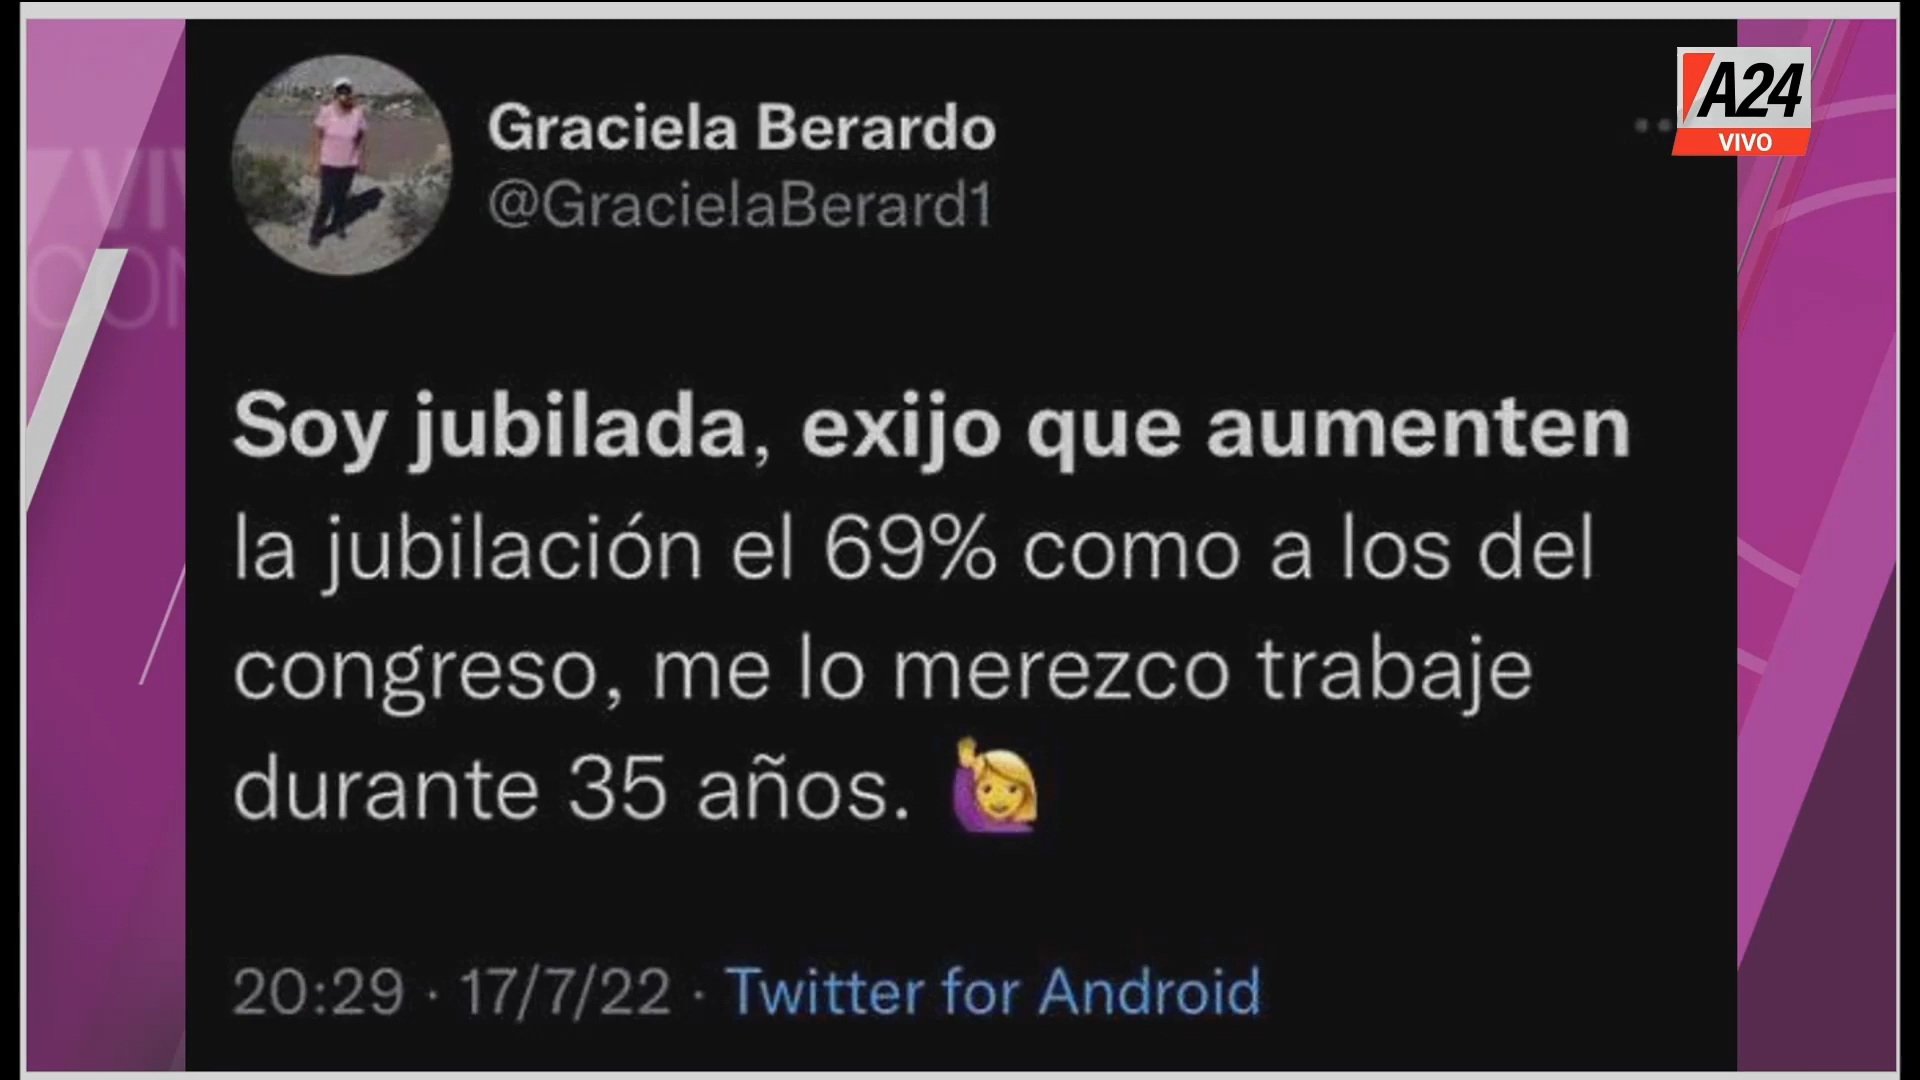 A24
VIVO
Graciela Berardo
@GracielaBerard1
Soy jubilada, exijo que aumenten
la jubilación el 69% como a los del
congreso, me lo merezco trabaje
durante 35 años. 🙋‍♀️
20:29 · 17/7/22 · Twitter for Android